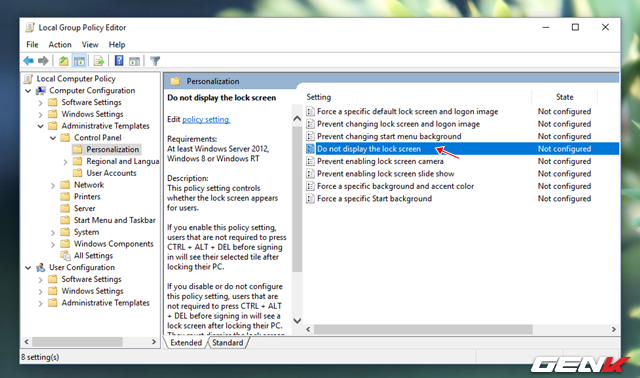 Local Group Policy Editor
File Action View Help
Local Computer Policy
Computer Configuration
Software Settings
Windows Settings
Administrative Templates
Control Panel
Personalization
Regional and Langua
User Accounts
Network
Printers
Server
Start Menu and Taskbar
System
Windows Components
All Settings
User Configuration
Software Settings
Windows Settings
Administrative Templates
Personalization
Do not display the lock screen
Edit policy setting.
Requirements:
At least Windows Server 2012,
Windows 8 or Windows RT
Description:
This policy setting controls
whether the lock screen appears
for users.
If you enable this policy setting,
users that are not required to press
CTRL + ALT + DEL before signing
in will see their selected tile after
locking their PC.
If you disable or do not configure
this policy setting, users that are
not required to press CTRL + ALT
+ DEL before signing in will see a
lock screen after locking their PC.
They must dismiss the lock screen
Setting State
Force a specific default lock screen and logon image Not configured
Prevent changing lock screen and logon image Not configured
Prevent changing start menu background Not configured
Do not display the lock screen Not configured
Prevent enabling lock screen camera Not configured
Prevent enabling lock screen slide show Not configured
Force a specific background and accent color Not configured
Force a specific Start background Not configured
Extended Standard
8 setting(s)
GENK